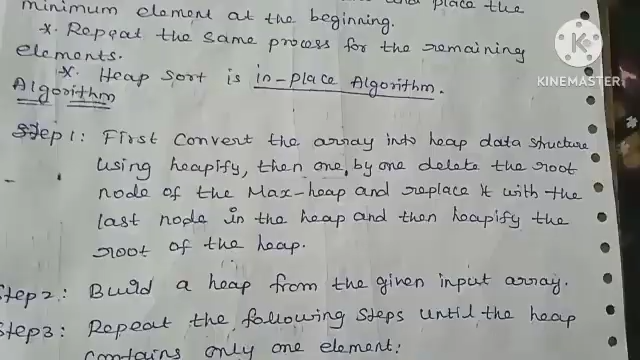 and place the
minimum element at the beginning.
*. Repeat the same process for the remaining
elements.
*. Heap Sort is in-place Algorithm.
Algorithm
Step 1: First convert the array into heap data structure
using heapify, then one by one delete the root
node of the Max-heap and replace it with the
last node in the heap and then heapify the
root of the heap.
Step 2: Build a heap from the given input array.
Step 3: Repeat the following steps until the heap
contains only one element:
KINEMASTER